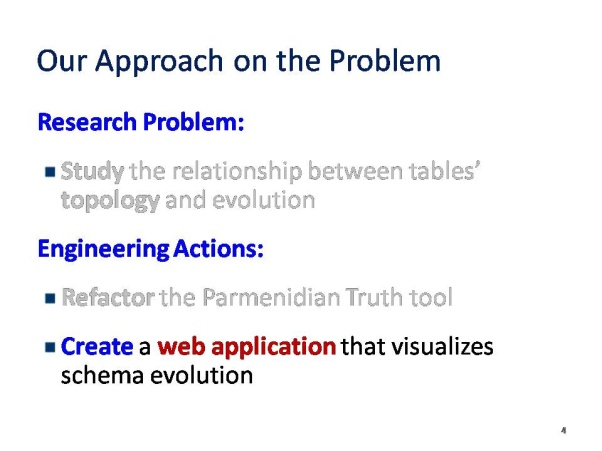 Our Approach on the Problem
Research Problem:
Study the relationship between tables’
topology and evolution
Engineering Actions:
Refactor the Parmenidian Truth tool
Create a web application that visualizes
schema evolution
4